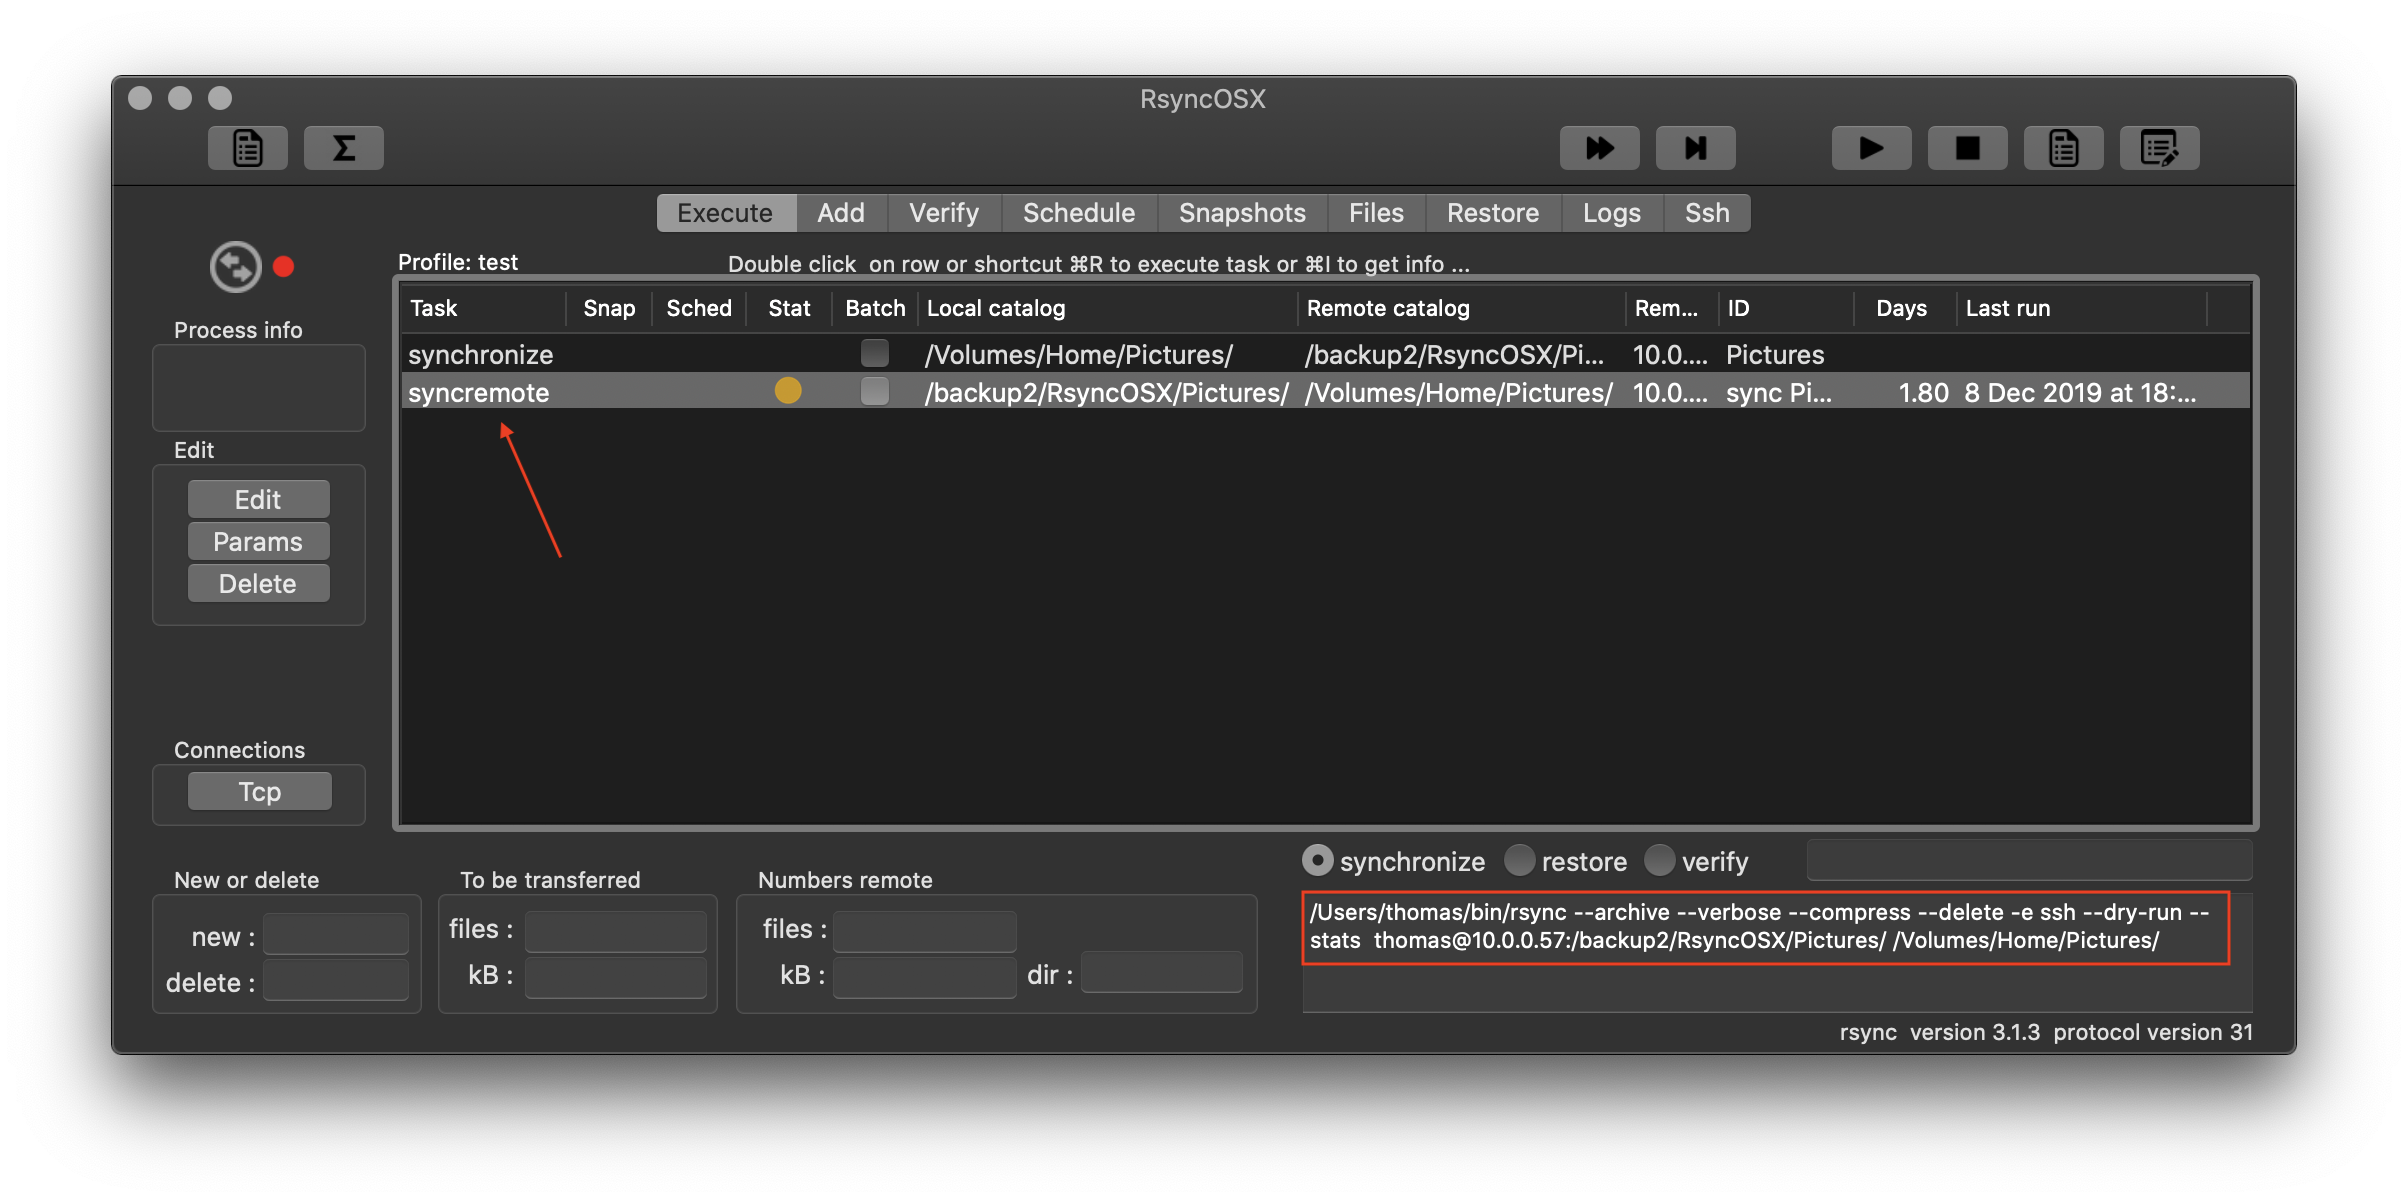 RsyncOSX
Σ
Execute Add Verify Schedule Snapshots Files Restore Logs Ssh
Profile: test
Double click  on row or shortcut ⌘R to execute task or ⌘I to get info ...
Task Snap Sched Stat Batch Local catalog Remote catalog Rem... ID Days Last run
synchronize /Volumes/Home/Pictures/ /backup2/RsyncOSX/Pi... 10.0.... Pictures
syncremote /backup2/RsyncOSX/Pictures/ /Volumes/Home/Pictures/ 10.0.... sync Pi... 1.80 8 Dec 2019 at 18:...
Process info
Edit
Edit
Params
Delete
Connections
Tcp
synchronize restore verify
New or delete
new :
delete :
To be transferred
files :
kB :
Numbers remote
files :
kB :
dir :
/Users/thomas/bin/rsync --archive --verbose --compress --delete -e ssh --dry-run --
stats  thomas@10.0.0.57:/backup2/RsyncOSX/Pictures/ /Volumes/Home/Pictures/
rsync  version 3.1.3  protocol version 31